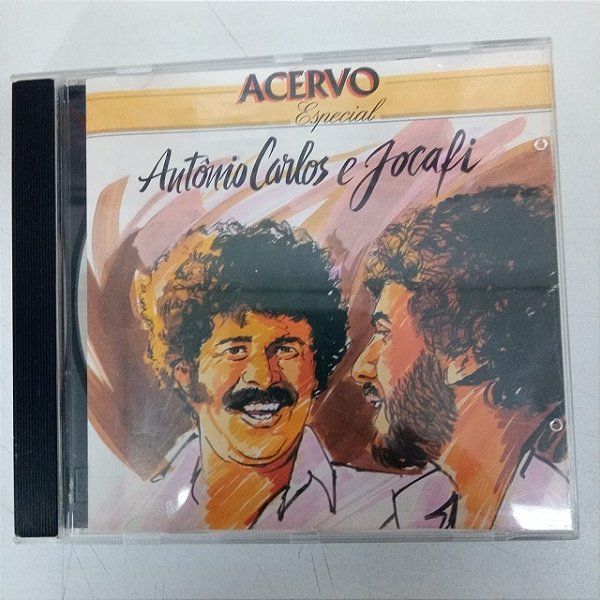 ACERVO
Especial
Antônio Carlos e Jocafi